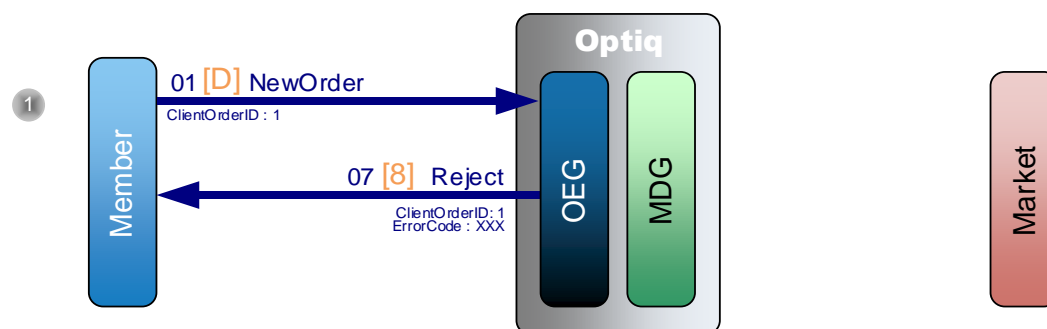 Optiq
1
01 [D] NewOrder
ClientOrderID : 1
07 [8] Reject
ClientOrderID: 1
ErrorCode : XXX
Member
OEG
MDG
Market